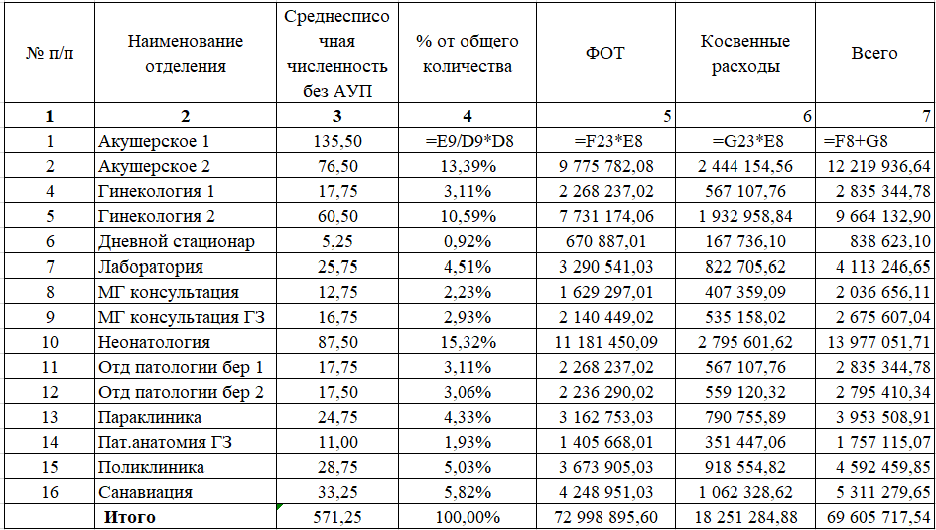 № п/п Наименование отделения Среднесписо чная численность без АУП % от общего количества ФОТ Косвенные расходы Всего
1 2 3 4 5 6 7
1 Акушерское 1 135,50 =E9/D9*D8 =F23*E8 =G23*E8 =F8+G8
2 Акушерское 2 76,50 13,39% 9 775 782,08 2 444 154,56 12 219 936,64
4 Гинекология 1 17,75 3,11% 2 268 237,02 567 107,76 2 835 344,78
5 Гинекология 2 60,50 10,59% 7 731 174,06 1 932 958,84 9 664 132,90
6 Дневной стационар 5,25 0,92% 670 887,01 167 736,10 838 623,10
7 Лаборатория 25,75 4,51% 3 290 541,03 822 705,62 4 113 246,65
8 МГ консультация 12,75 2,23% 1 629 297,01 407 359,09 2 036 656,11
9 МГ консультация ГЗ 16,75 2,93% 2 140 449,02 535 158,02 2 675 607,04
10 Неонатология 87,50 15,32% 11 181 450,09 2 795 601,62 13 977 051,71
11 Отд патологии бер 1 17,75 3,11% 2 268 237,02 567 107,76 2 835 344,78
12 Отд патологии бер 2 17,50 3,06% 2 236 290,02 559 120,32 2 795 410,34
13 Параклиника 24,75 4,33% 3 162 753,03 790 755,89 3 953 508,91
14 Пат.анатомия ГЗ 11,00 1,93% 1 405 668,01 351 447,06 1 757 115,07
15 Поликлиника 28,75 5,03% 3 673 905,03 918 554,82 4 592 459,85
16 Санавиация 33,25 5,82% 4 248 951,03 1 062 328,62 5 311 279,65
Итого 571,25 100,00% 72 998 895,60 18 251 284,88 69 605 717,54